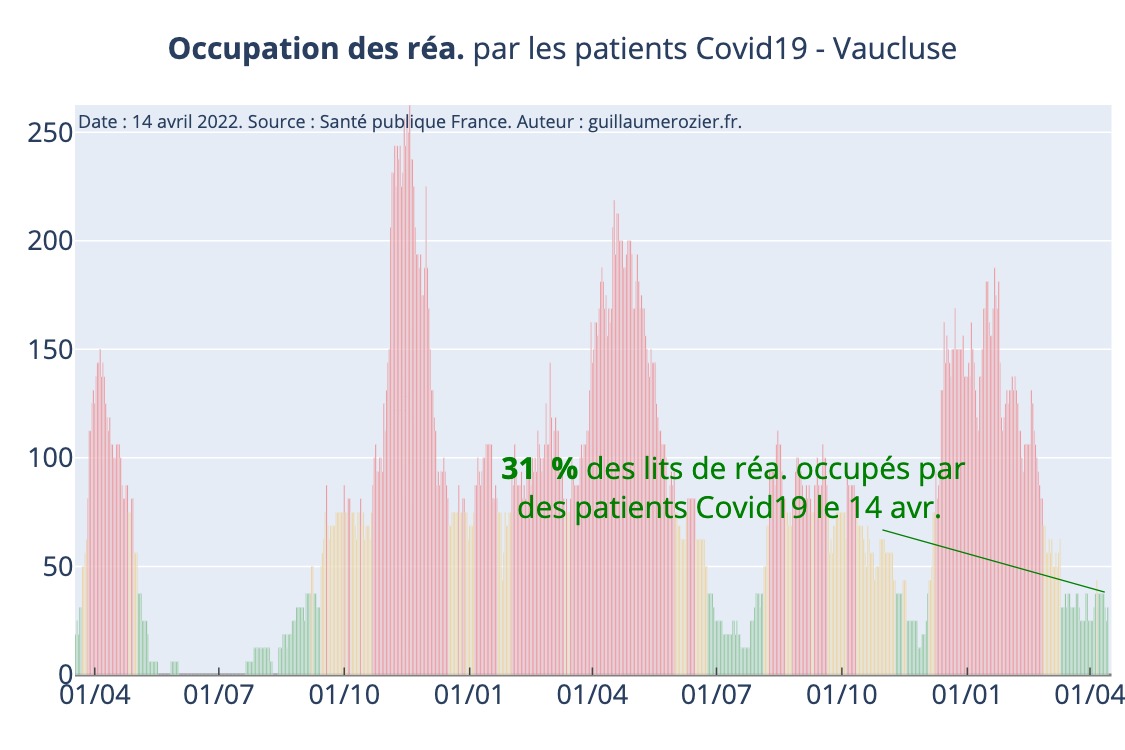 Occupation des réa. par les patients Covid19 - Vaucluse
Date : 14 avril 2022. Source : Santé publique France. Auteur : guillaumerozier.fr.
250
200
150
100
50
0
31 % des lits de réa. occupés par
des patients Covid19 le 14 avr.
01/04 01/07 01/10 01/01 01/04 01/07 01/10 01/01 01/04